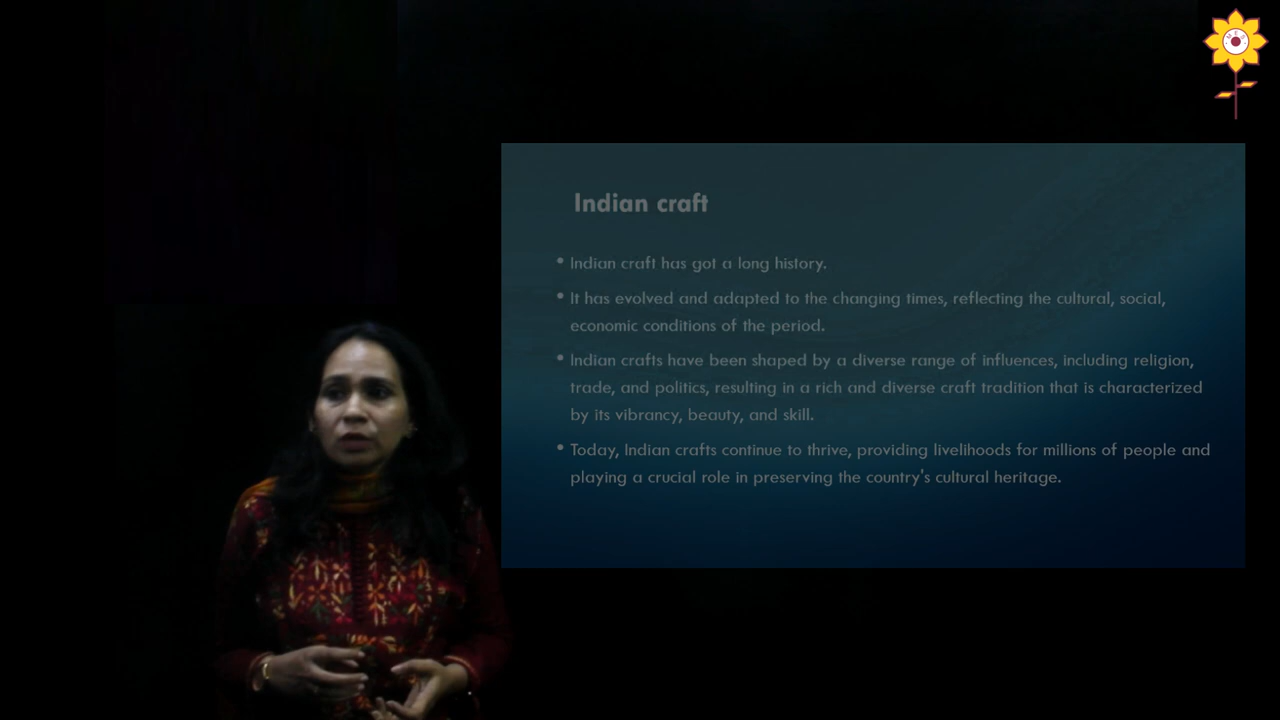 Indian craft
• Indian craft has got a long history.
• It has evolved and adapted to the changing times, reflecting the cultural, social,
economic conditions of the period.
• Indian crafts have been shaped by a diverse range of influences, including religion,
trade, and politics, resulting in a rich and diverse craft tradition that is characterized
by its vibrancy, beauty, and skill.
• Today, Indian crafts continue to thrive, providing livelihoods for millions of people and
playing a crucial role in preserving the country's cultural heritage.